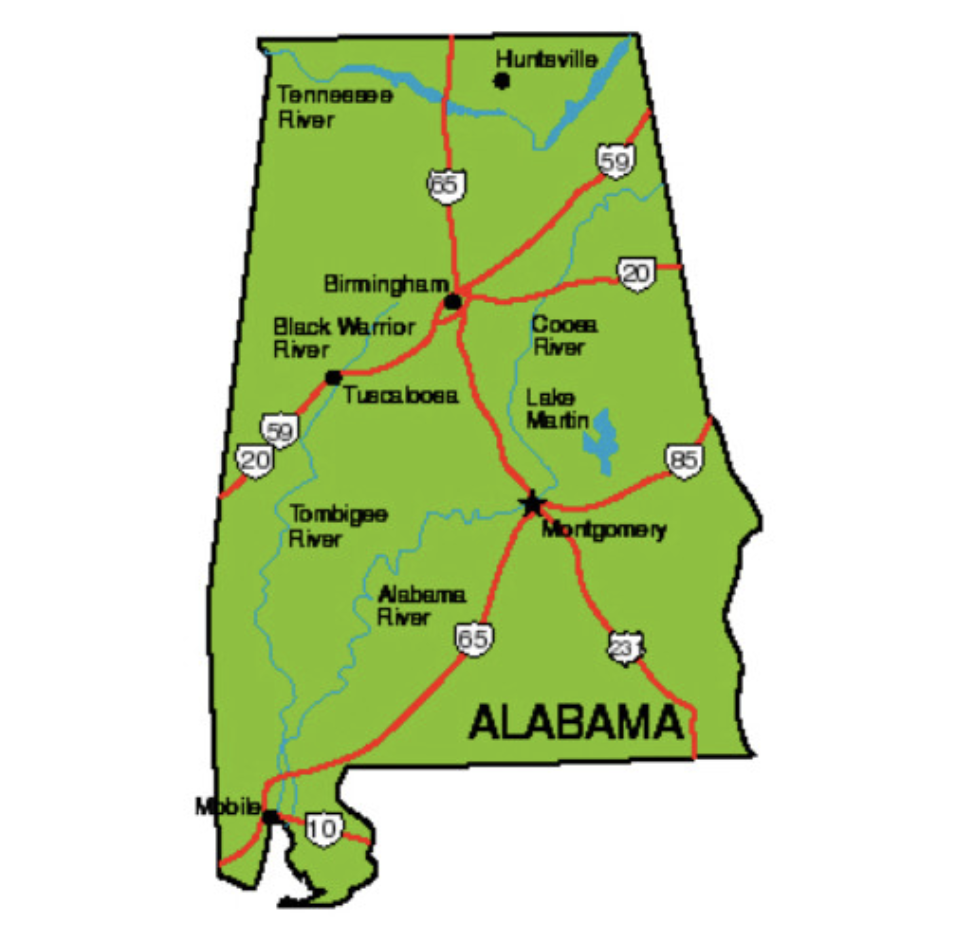 Huntsville
Tennessee
River
59
65
20
Birmingham
Black Warrior
River
Coosa
River
Tuscaloosa
Lake
Martin
59
20
85
Tombigee
River
Montgomery
Alabama
River
65
231
ALABAMA
Mobile
10